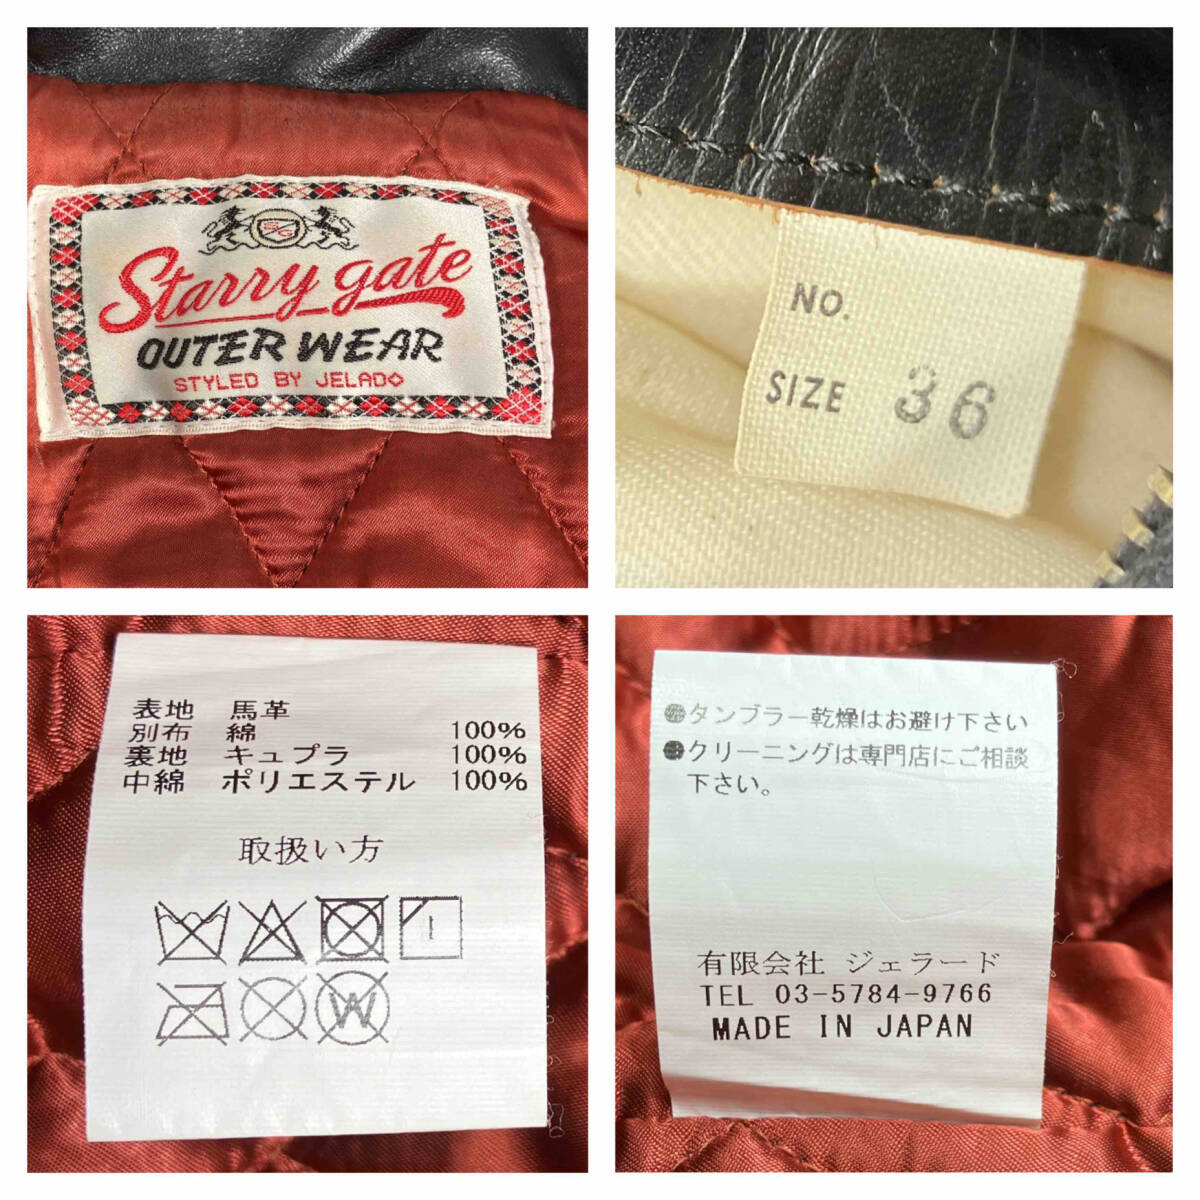 SG
Starry gate
OUTER WEAR
STYLED BY JELADO
NO.
SIZE 36
表地 馬革
別布 綿 100%
裏地 キュプラ 100%
中綿 ポリエステル 100%
取扱い方
W
●タンブラー乾燥はお避け下さい
●クリーニングは専門店にご相談
下さい。
有限会社 ジェラード
TEL 03-5784-9766
MADE IN JAPAN